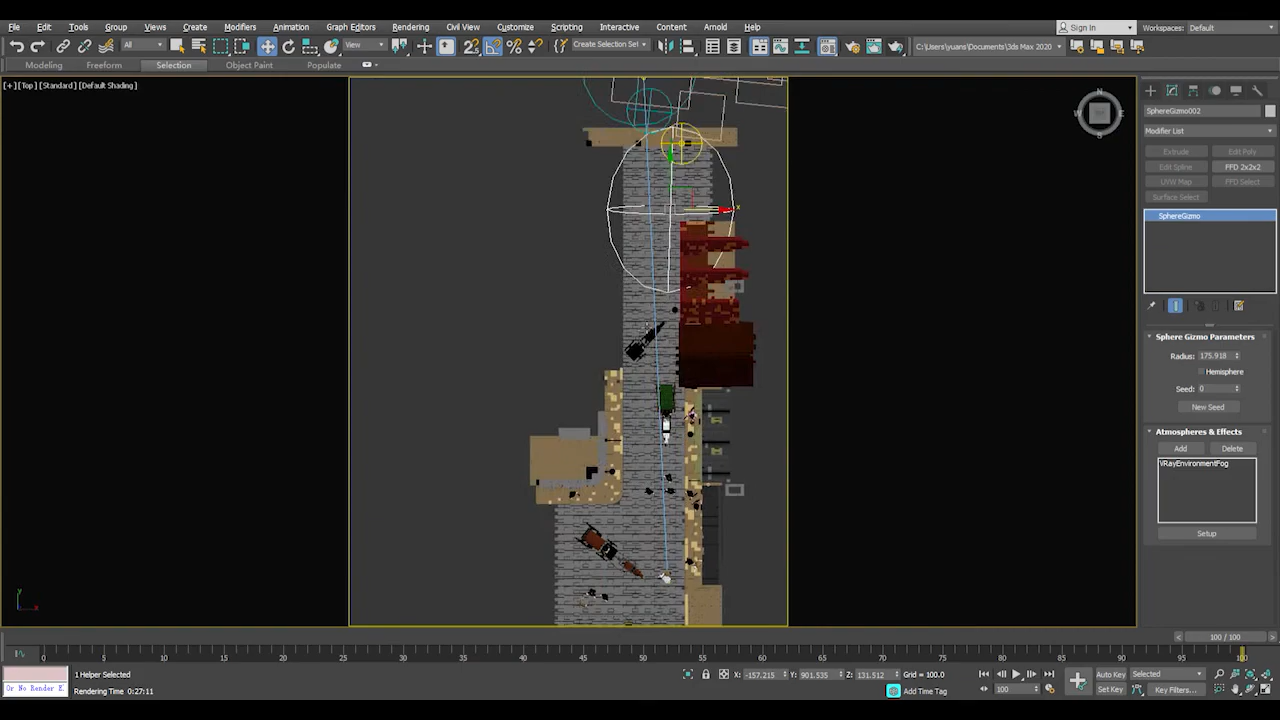 File Edit Tools Group Views Create Modifiers Animation Graph Editors Rendering Civil View Customize Scripting Interactive Content Arnold Help Sign In Workspaces: Default
All View Create Selection Set C:\Users\yuans\Documents\3ds Max 2020
Modeling Freeform Selection Object Paint Populate
[+] [Top] [Standard] [Default Shading]
N
W E
S
SphereGizmo002
Modifier List
Extrude Edit Poly
Edit Spline FFD 2x2x2
UVW Map FFD Select
Surface Select
SphereGizmo
Sphere Gizmo Parameters
Radius: 175.918
Hemisphere
Seed: 0
New Seed
Atmospheres & Effects
Add Delete
VRayEnvironmentFog
Setup
x
y
x
100 / 100
0 5 10 15 20 25 30 35 40 45 50 55 60 65 70 75 80 85 90 95 100
1 Helper Selected X: -157.215 Y: 901.535 Z: 131.512 Grid = 100.0 Auto Key Selected
Or No Render E Rendering Time 0:27:11 Add Time Tag 100 Set Key Key Filters...